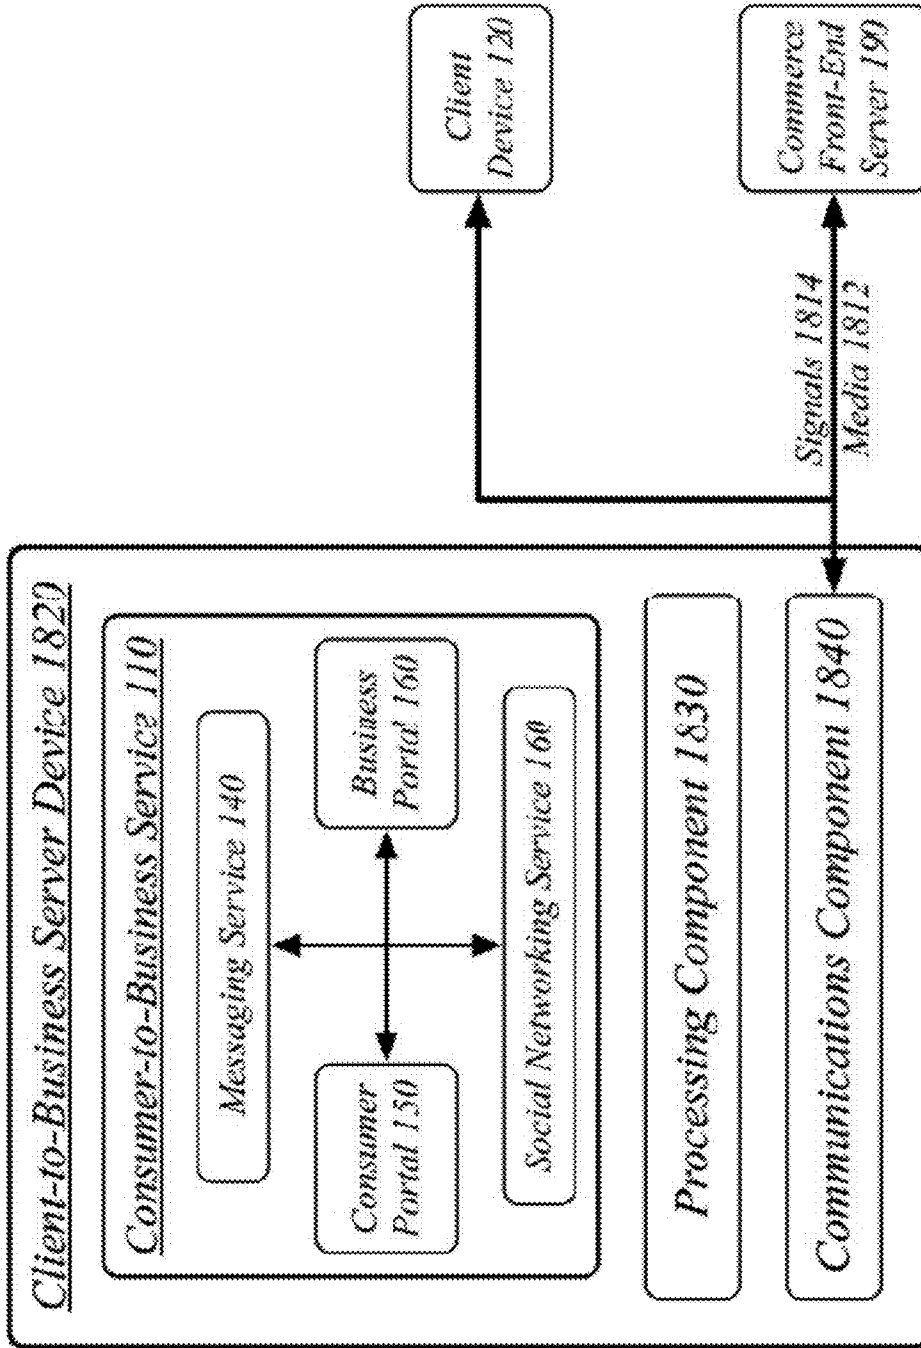 Client-to-Business Server Device 1820
Consumer-to-Business Service 110
Messaging Service 140
Consumer
Portal 150
Business
Portal 160
Social Networking Service 160
Processing Component 1830
Communications Component 1840
Signals 1814
Media 1812
Client
Device 120
Commerce
Front-End
Server 190